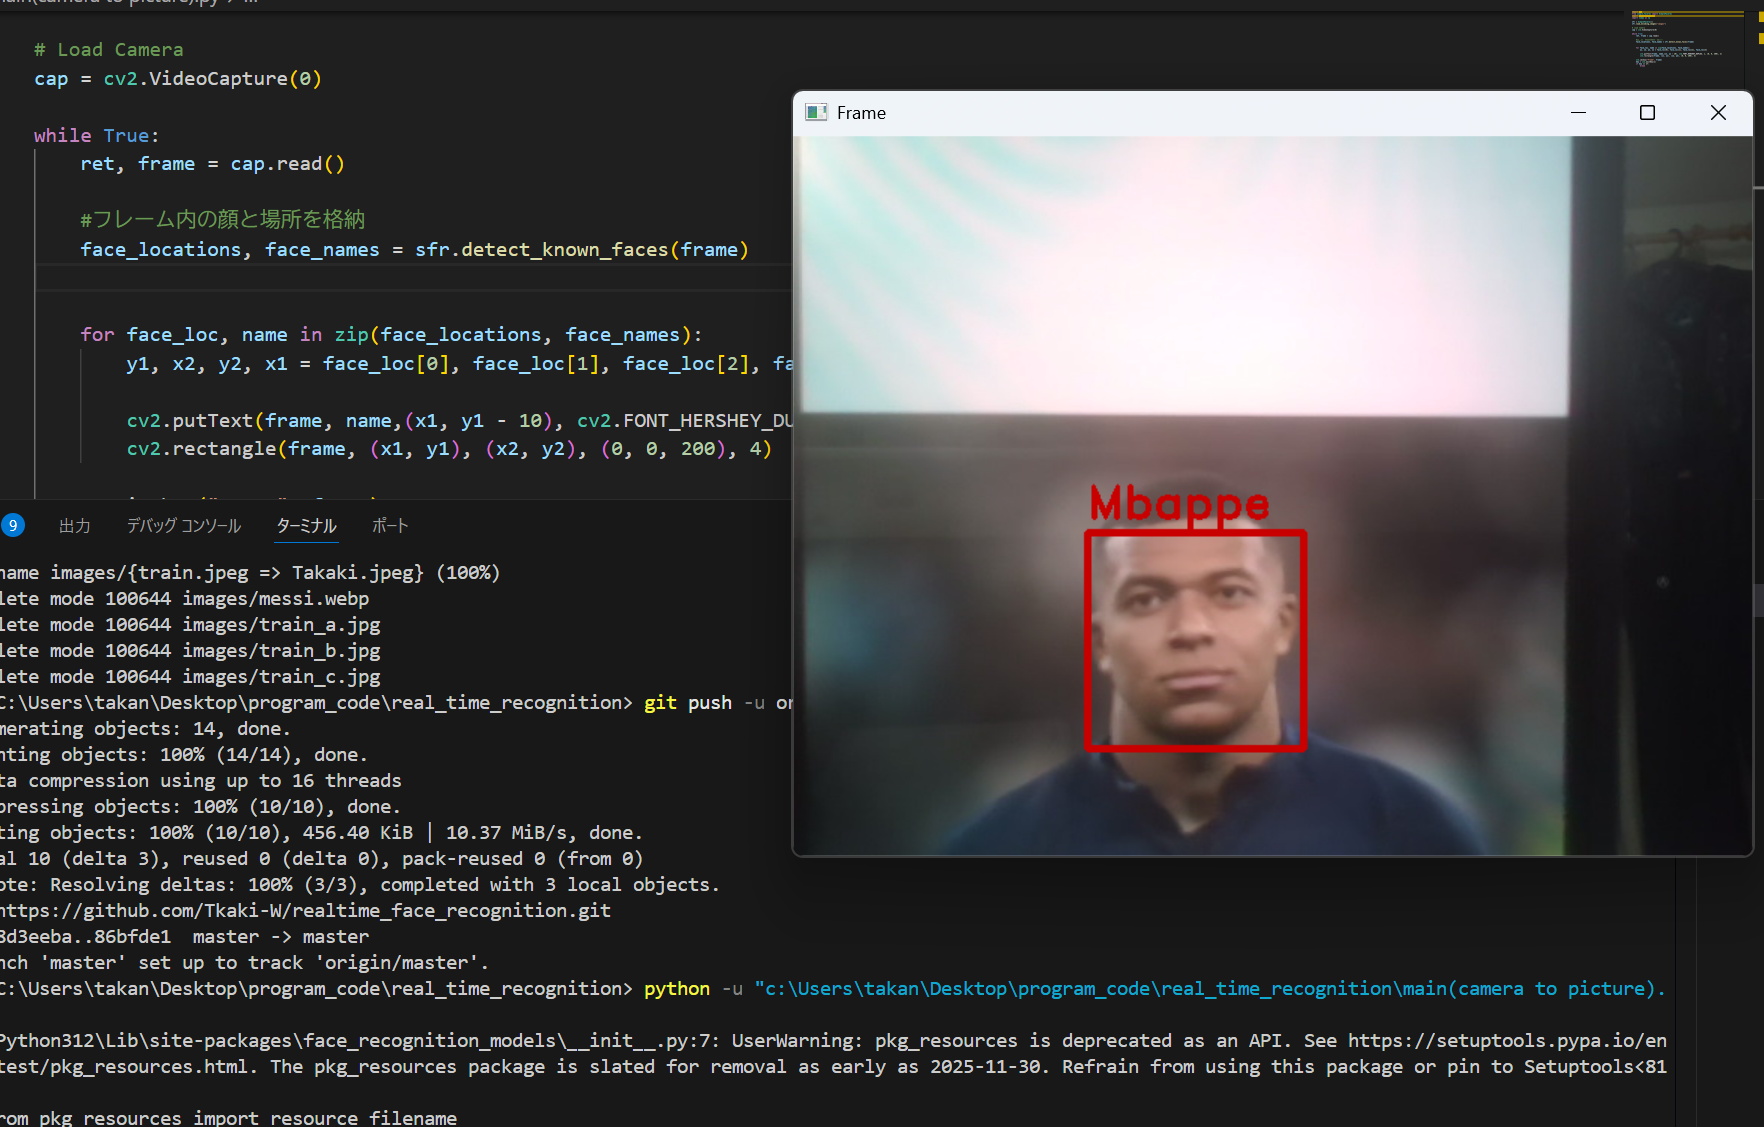 main(camera to picture).py > ...
# Load Camera
cap = cv2.VideoCapture(0)
while True:
ret, frame = cap.read()
#フレーム内の顔と場所を格納
face_locations, face_names = sfr.detect_known_faces(frame)
for face_loc, name in zip(face_locations, face_names):
y1, x2, y2, x1 = face_loc[0], face_loc[1], face_loc[2], fa
cv2.putText(frame, name,(x1, y1 - 10), cv2.FONT_HERSHEY_DU
cv2.rectangle(frame, (x1, y1), (x2, y2), (0, 0, 200), 4)
Frame
Mbappe
9 出力 デバッグ コンソール ターミナル ポート
name images/{train.jpeg => Takaki.jpeg} (100%)
lete mode 100644 images/messi.webp
lete mode 100644 images/train_a.jpg
lete mode 100644 images/train_b.jpg
lete mode 100644 images/train_c.jpg
C:\Users\takan\Desktop\program_code\real_time_recognition> git push -u or
merating objects: 14, done.
nting objects: 100% (14/14), done.
ta compression using up to 16 threads
pressing objects: 100% (10/10), done.
ting objects: 100% (10/10), 456.40 KiB | 10.37 MiB/s, done.
al 10 (delta 3), reused 0 (delta 0), pack-reused 0 (from 0)
ote: Resolving deltas: 100% (3/3), completed with 3 local objects.
https://github.com/Tkaki-W/realtime_face_recognition.git
8d3eeba..86bfde1  master -> master
nch 'master' set up to track 'origin/master'.
C:\Users\takan\Desktop\program_code\real_time_recognition> python -u "c:\Users\takan\Desktop\program_code\real_time_recognition\main(camera to picture).
Python312\Lib\site-packages\face_recognition_models\__init__.py:7: UserWarning: pkg_resources is deprecated as an API. See https://setuptools.pypa.io/en
test/pkg_resources.html. The pkg_resources package is slated for removal as early as 2025-11-30. Refrain from using this package or pin to Setuptools<81
rom pkg_resources import resource_filename